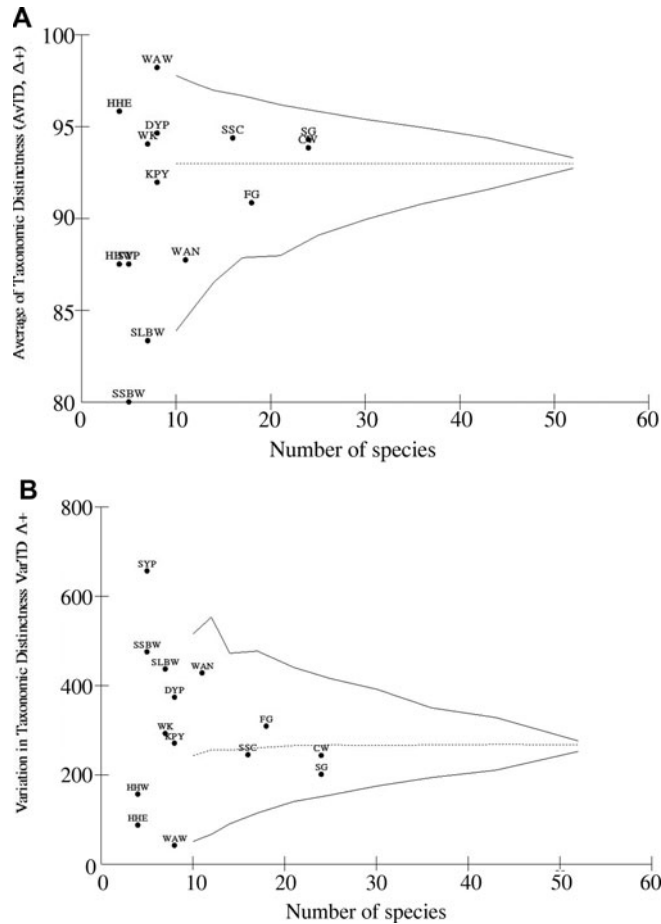 A
Average of Taxonomic Distinctness (AvTD, Δ+)
100
95
90
85
80
WAW
HHE
DYP
WK
SSC
SG
CW
KPY
FG
HHW
SYP
WAN
SLBW
SSBW
0
10
20
30
40
50
60
Number of species
B
Variation in Taxonomic Distinctness VarTD Λ+
800
600
400
200
0
SYP
SSBW
SLBW
WAN
DYP
FG
WK
KPY
SSC
CW
SG
HHW
HHE
WAW
0
10
20
30
40
50
60
Number of species